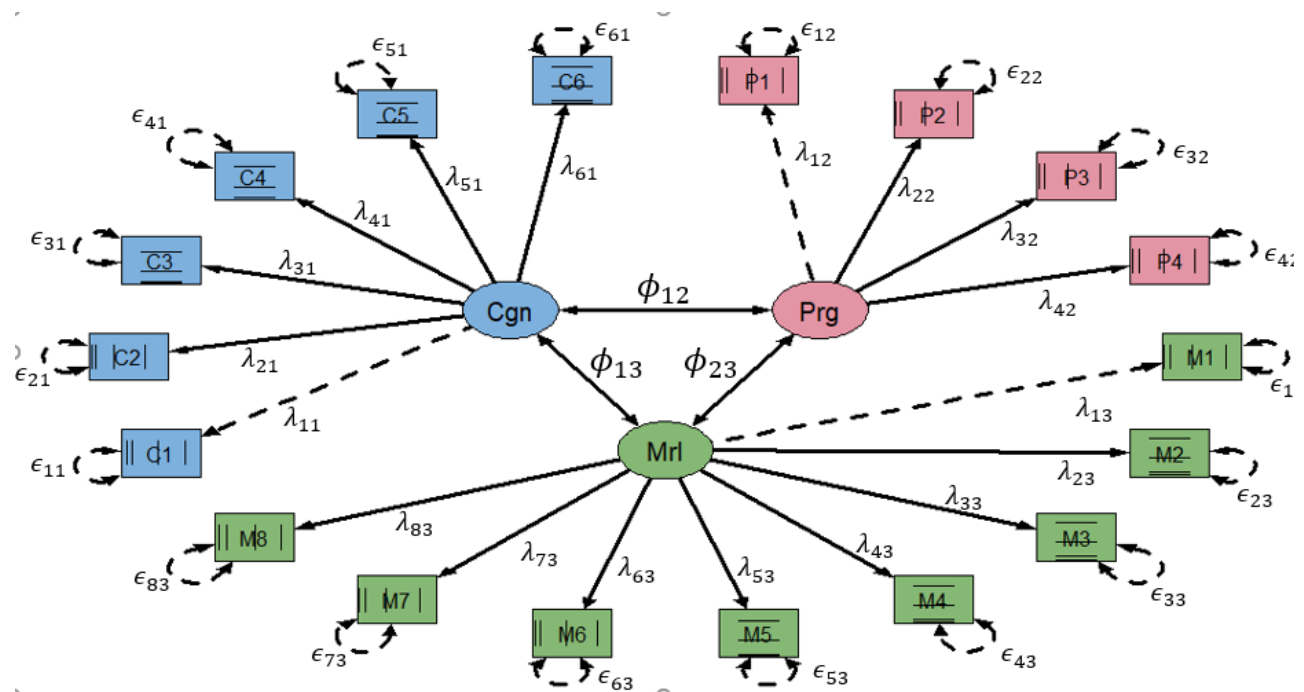 ϵ₆₁
ϵ₁₂
ϵ₅₁
C6
P1
ϵ₂₂
C5
P2
ϵ₄₁
λ₁₂
ϵ₃₂
C4
λ₅₁
λ₆₁
λ₂₂
P3
λ₄₁
λ₃₂
ϵ₃₁
C3
λ₃₁
P4
ϵ₄₂
ϕ₁₂
λ₄₂
Cgn
Prg
C2
λ₂₁
ϵ₂₁
ϕ₁₃
ϕ₂₃
M1
ϵ₁
λ₁₁
λ₁₃
C1
ϵ₁₁
Mrl
M2
λ₂₃
ϵ₂₃
λ₈₃
λ₃₃
M8
M3
λ₇₃
λ₆₃
λ₅₃
λ₄₃
ϵ₈₃
ϵ₃₃
M7
M6
M5
M4
ϵ₇₃
ϵ₆₃
ϵ₅₃
ϵ₄₃